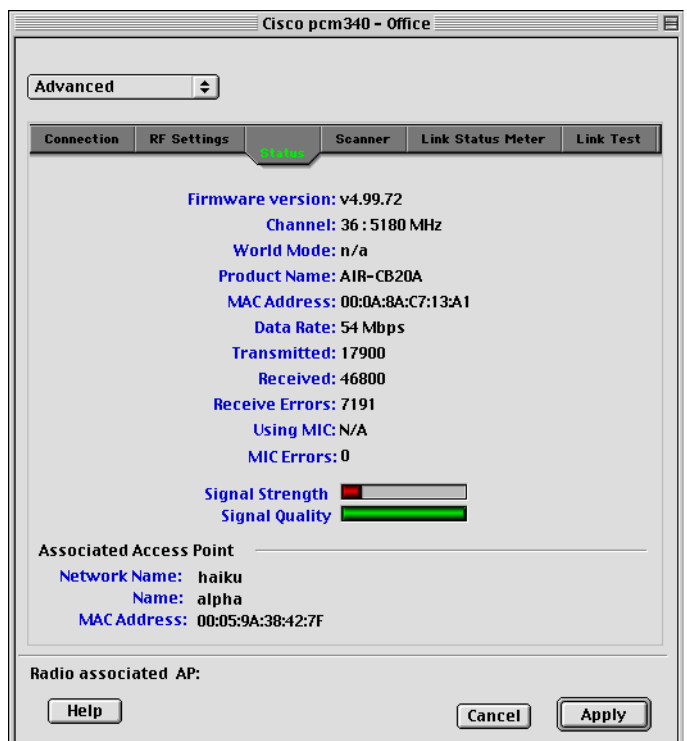 Cisco pcm340 - Office
Advanced
Connection RF Settings Status Scanner Link Status Meter Link Test
Firmware version: v4.99.72
Channel: 36 : 5180 MHz
World Mode: n/a
Product Name: AIR-CB20A
MAC Address: 00:0A:8A:C7:13:A1
Data Rate: 54 Mbps
Transmitted: 17900
Received: 46800
Receive Errors: 7191
Using MIC: N/A
MIC Errors: 0
Signal Strength
Signal Quality
Associated Access Point
Network Name: haiku
Name: alpha
MAC Address: 00:05:9A:38:42:7F
Radio associated AP:
Help Cancel Apply